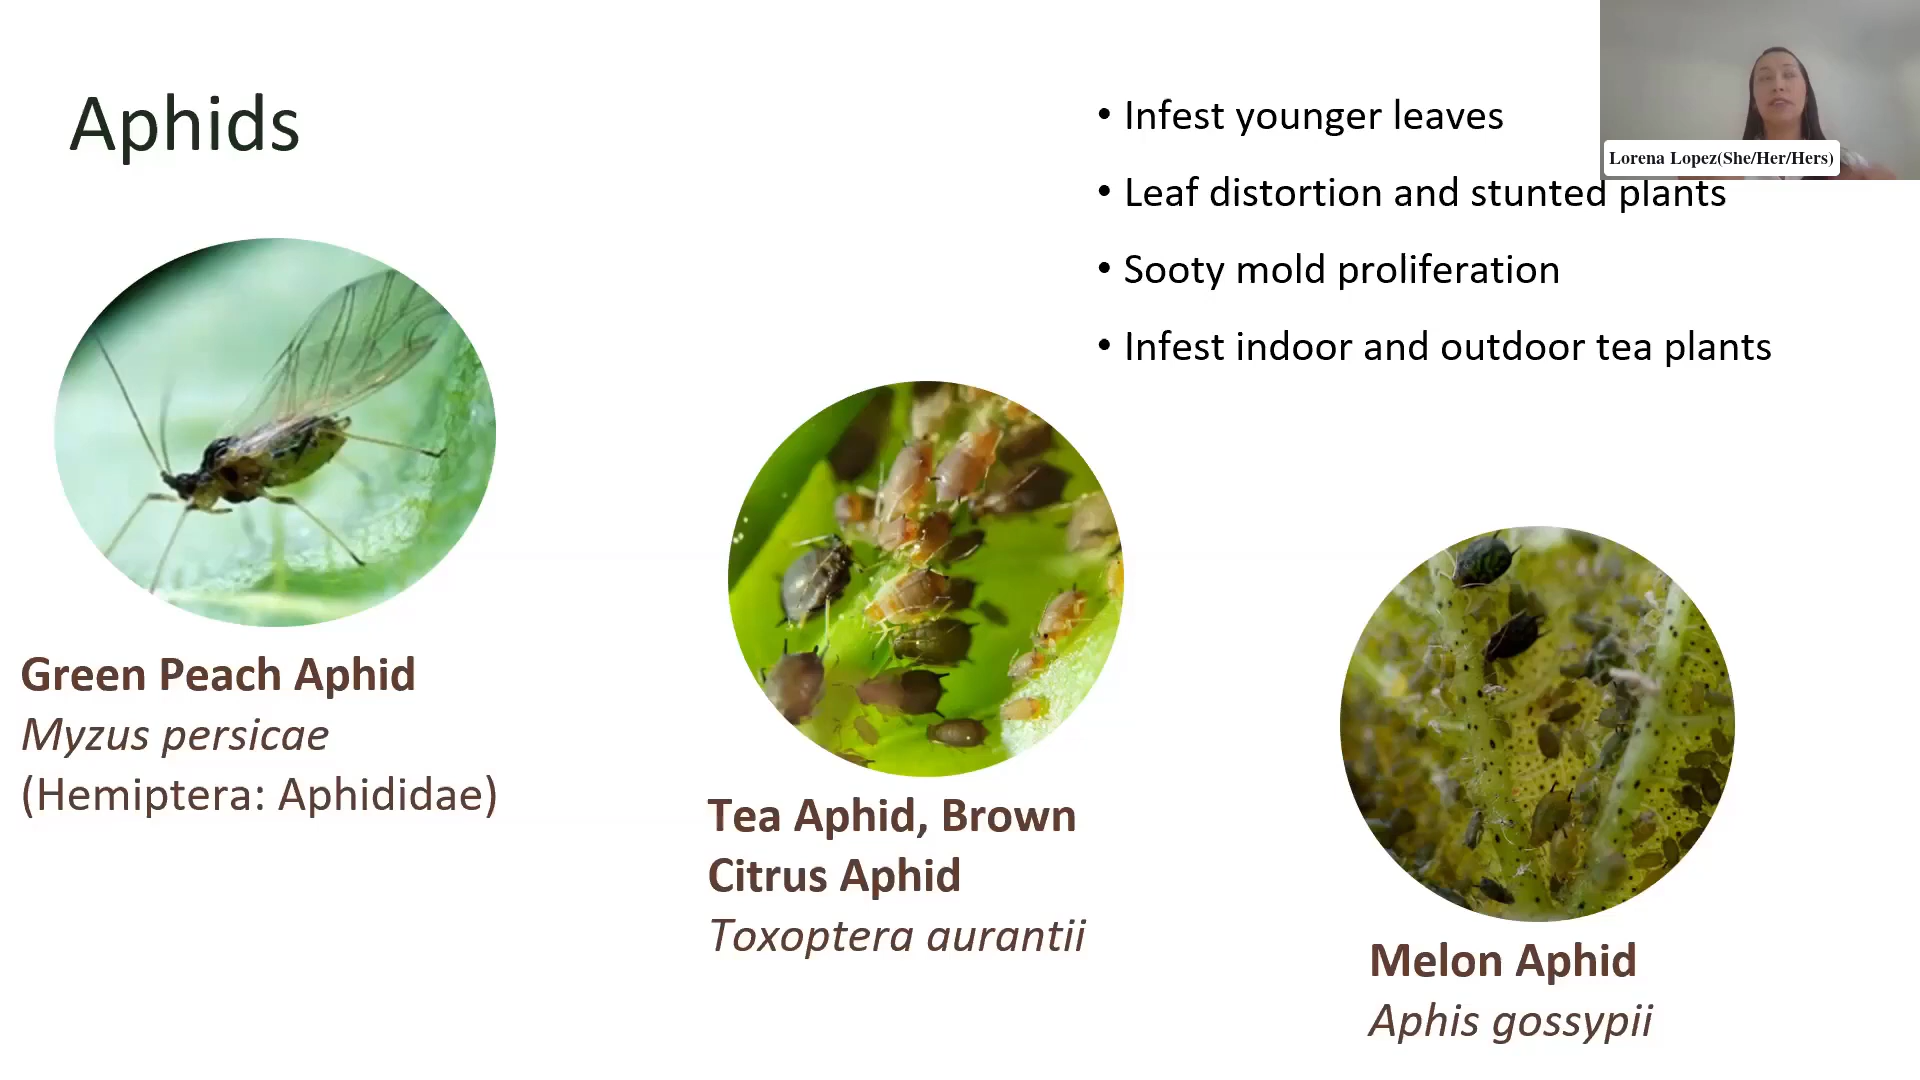 Aphids
• Infest younger leaves
• Leaf distortion and stunted plants
• Sooty mold proliferation
• Infest indoor and outdoor tea plants
Lorena Lopez(She/Her/Hers)
Green Peach Aphid
Myzus persicae
(Hemiptera: Aphididae)
Tea Aphid, Brown
Citrus Aphid
Toxoptera aurantii
Melon Aphid
Aphis gossypii